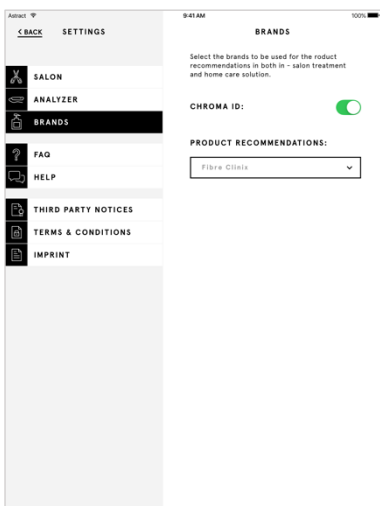 Astract 9:41 AM 100%
< BACK SETTINGS
BRANDS
SALON
ANALYZER
BRANDS
FAQ
HELP
THIRD PARTY NOTICES
TERMS & CONDITIONS
IMPRINT
Select the brands to be used for the roduct
recommendations in both in - salon treatment
and home care solution.
CHROMA ID:
PRODUCT RECOMMENDATIONS:
Fibre Clinix